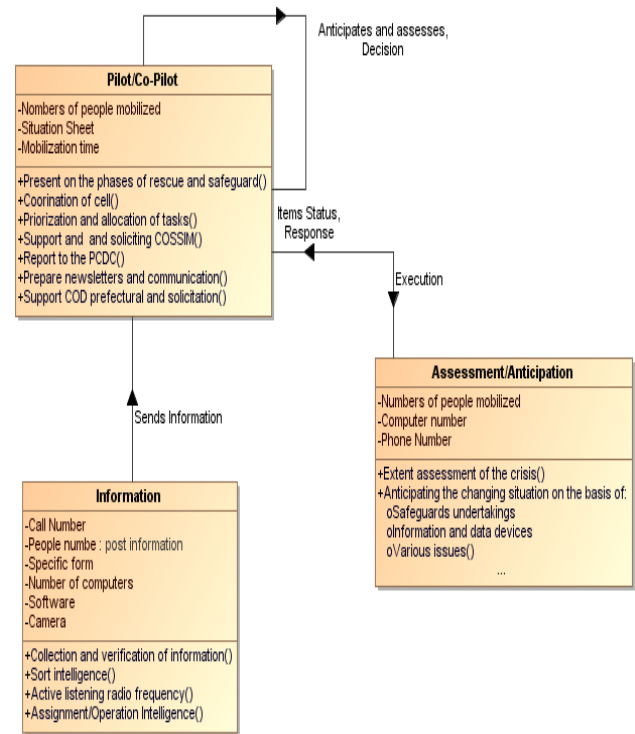 Anticipates and assesses,
Decision
Pilot/Co-Pilot
-Nombers of people mobilized
-Situation Sheet
-Mobilization time
+Present on the phases of rescue and safeguard()
+Coorination of cell()
+Priorization and allocation of tasks()
+Support and and soliciting COSSIM()
+Report to the PCDC()
+Prepare newsletters and communication()
+Support COD prefectural and solicitation()
Items Status,
Response
Execution
Assessment/Anticipation
-Numbers of people mobilized
-Computer number
-Phone Number
+Extent assessment of the crisis()
+Anticipating the changing situation on the basis of:
oSafeguards undertakings
oInformation and data devices
oVarious issues()
...
Sends Information
Information
-Call Number
-People numbe : post information
-Specific form
-Number of computers
-Software
-Camera
+Collection and verification of information()
+Sort intelligence()
+Active listening radio frequency()
+Assignment/Operation Intelligence()